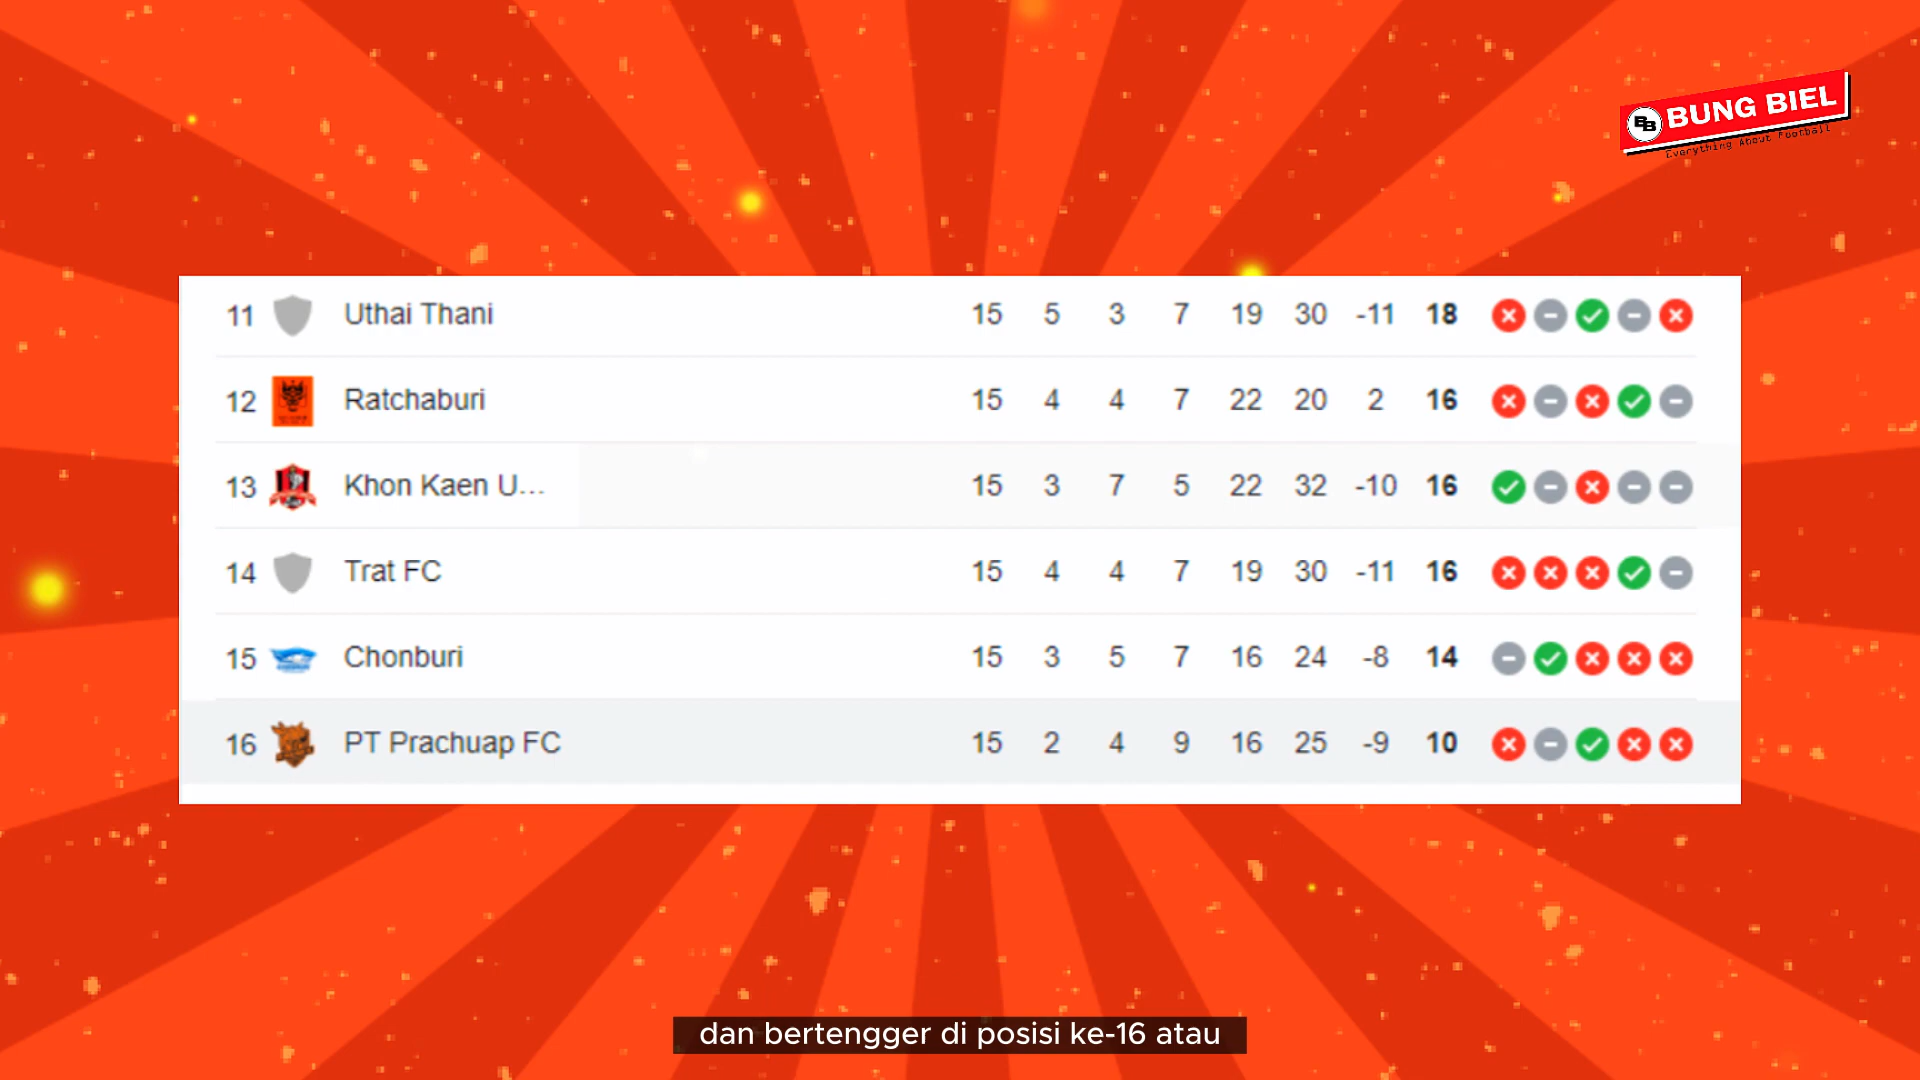 BB BUNG BIEL
Everything About Football
11 Uthai Thani 15 5 3 7 19 30 -11 18
12 Ratchaburi 15 4 4 7 22 20 2 16
13 Khon Kaen U... 15 3 7 5 22 32 -10 16
14 Trat FC 15 4 4 7 19 30 -11 16
15 Chonburi 15 3 5 7 16 24 -8 14
16 PT Prachuap FC 15 2 4 9 16 25 -9 10
dan bertengger di posisi ke-16 atau